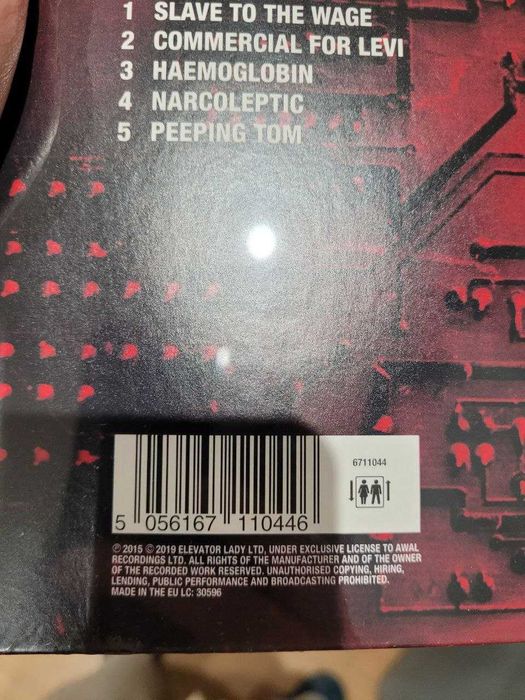 1 SLAVE TO THE WAGE
2 COMMERCIAL FOR LEVI
3 HAEMOGLOBIN
4 NARCOLEPTIC
5 PEEPING TOM
6711044
5 056167 110446
℗ 2015 © 2019 ELEVATOR LADY LTD, UNDER EXCLUSIVE LICENSE TO AWAL
RECORDINGS LTD. ALL RIGHTS OF THE MANUFACTURER AND OF THE OWNER
OF THE RECORDED WORK RESERVED. UNAUTHORISED COPYING, HIRING,
LENDING, PUBLIC PERFORMANCE AND BROADCASTING PROHIBITED.
MADE IN THE EU LC: 30596